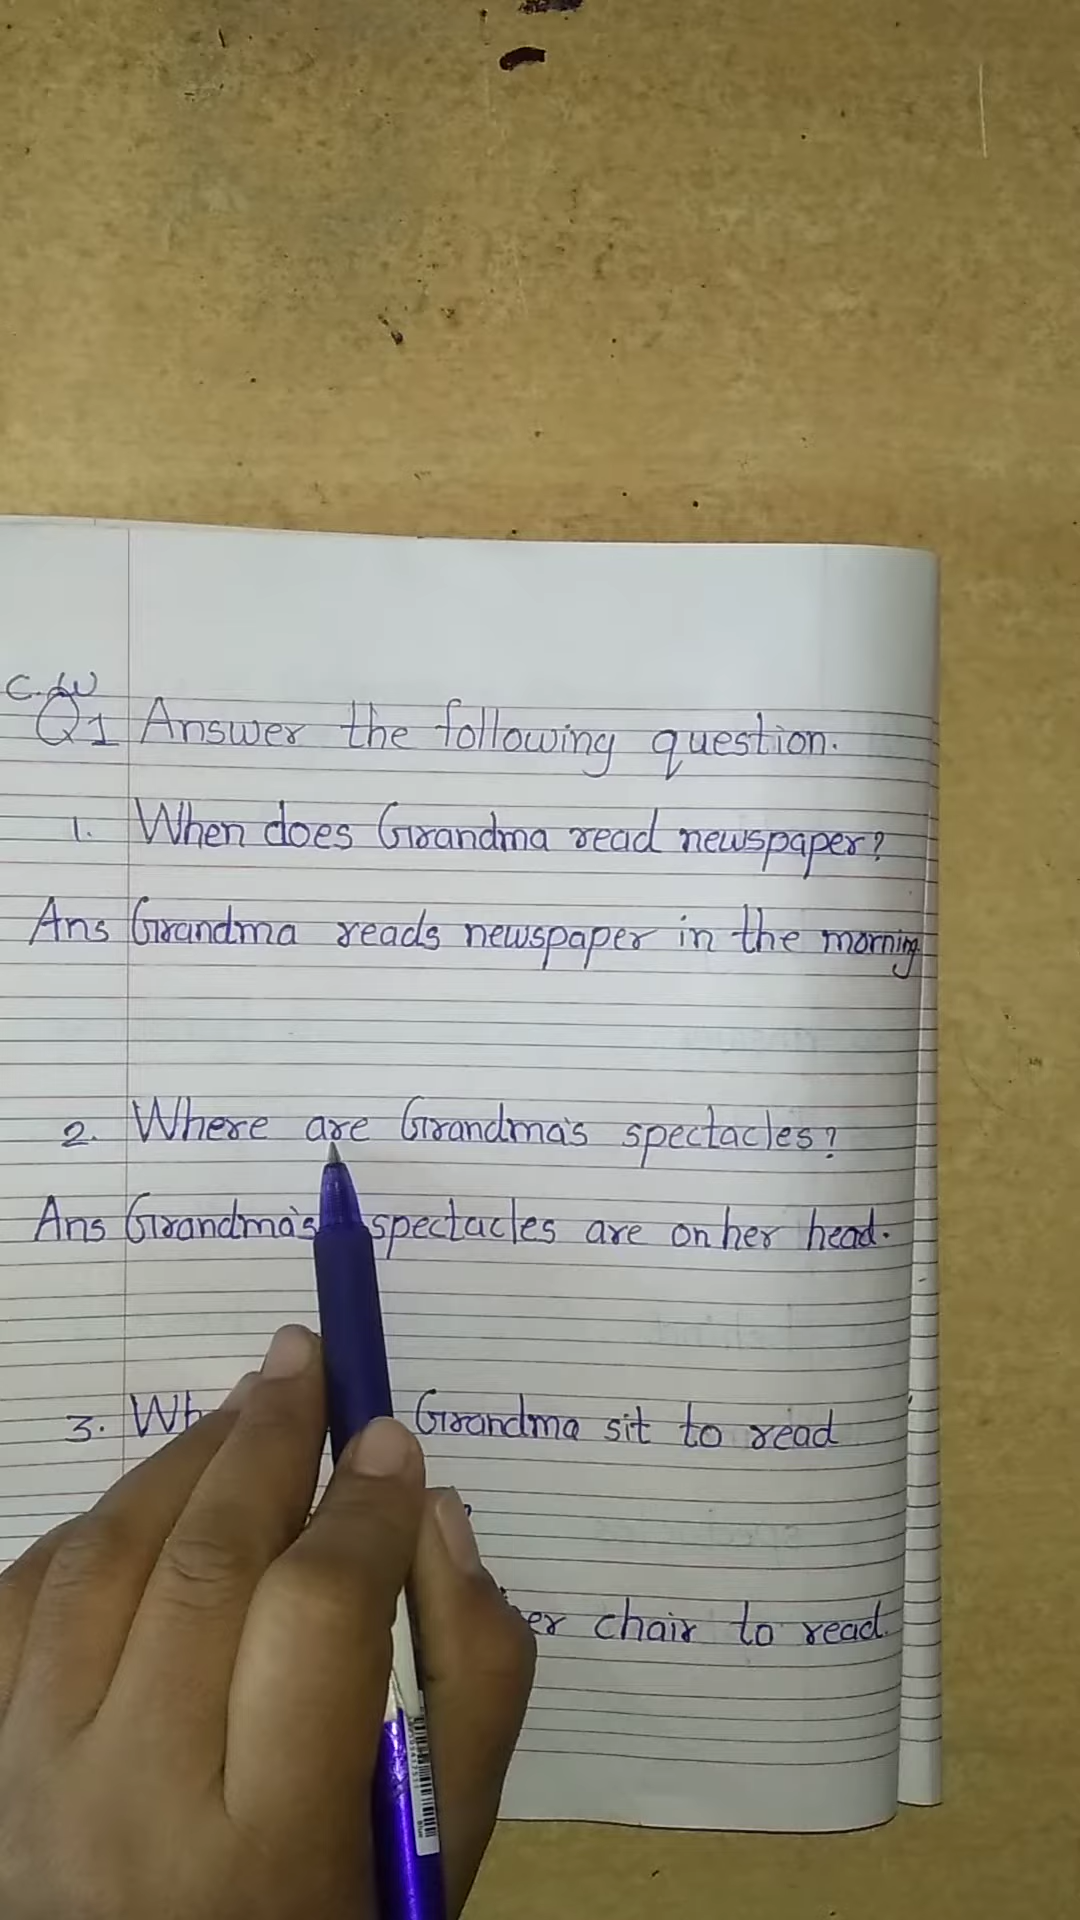 C.W
Q1 Answer the following question.
1. When does Grandma read newspaper?
Ans Grandma reads newspaper in the morning.
2. Where are Grandma's spectacles?
Ans Grandma's spectacles are on her head.
3. Grandma sit to read
chair to read.